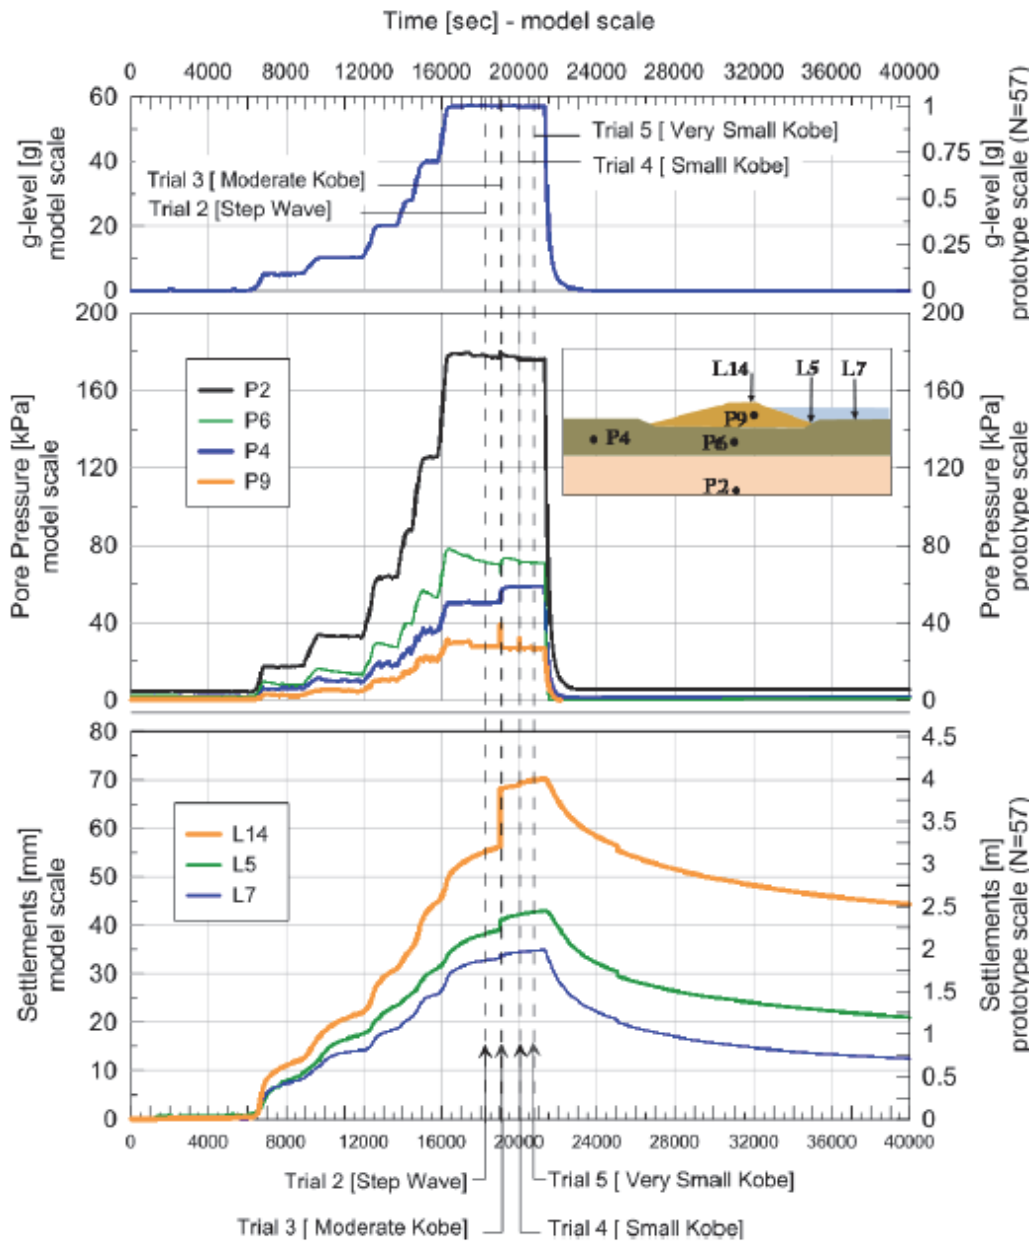 Time [sec] - model scale
0 4000 8000 12000 16000 20000 24000 28000 32000 36000 40000
g-level [g]
model scale
60
40
20
0
Trial 3 [ Moderate Kobe]
Trial 2 [Step Wave]
Trial 5 [ Very Small Kobe]
Trial 4 [ Small Kobe]
1
0.75
0.5
0.25
0
g-level [g]
prototype scale (N=57)
Pore Pressure [kPa]
model scale
200
160
120
80
40
0
P2
P6
P4
P9
L14 L5 L7
P9
P4
P6
P2
200
160
120
80
40
0
Pore Pressure [kPa]
prototype scale
Settlements [mm]
model scale
80
70
60
50
40
30
20
10
0
L14
L5
L7
4.5
4
3.5
3
2.5
2
1.5
1
0.5
0
Settlements [m]
prototype scale (N=57)
0 4000 8000 12000 16000 20000 24000 28000 32000 36000 40000
Trial 2 [Step Wave]
Trial 5 [ Very Small Kobe]
Trial 3 [ Moderate Kobe]
Trial 4 [ Small Kobe]